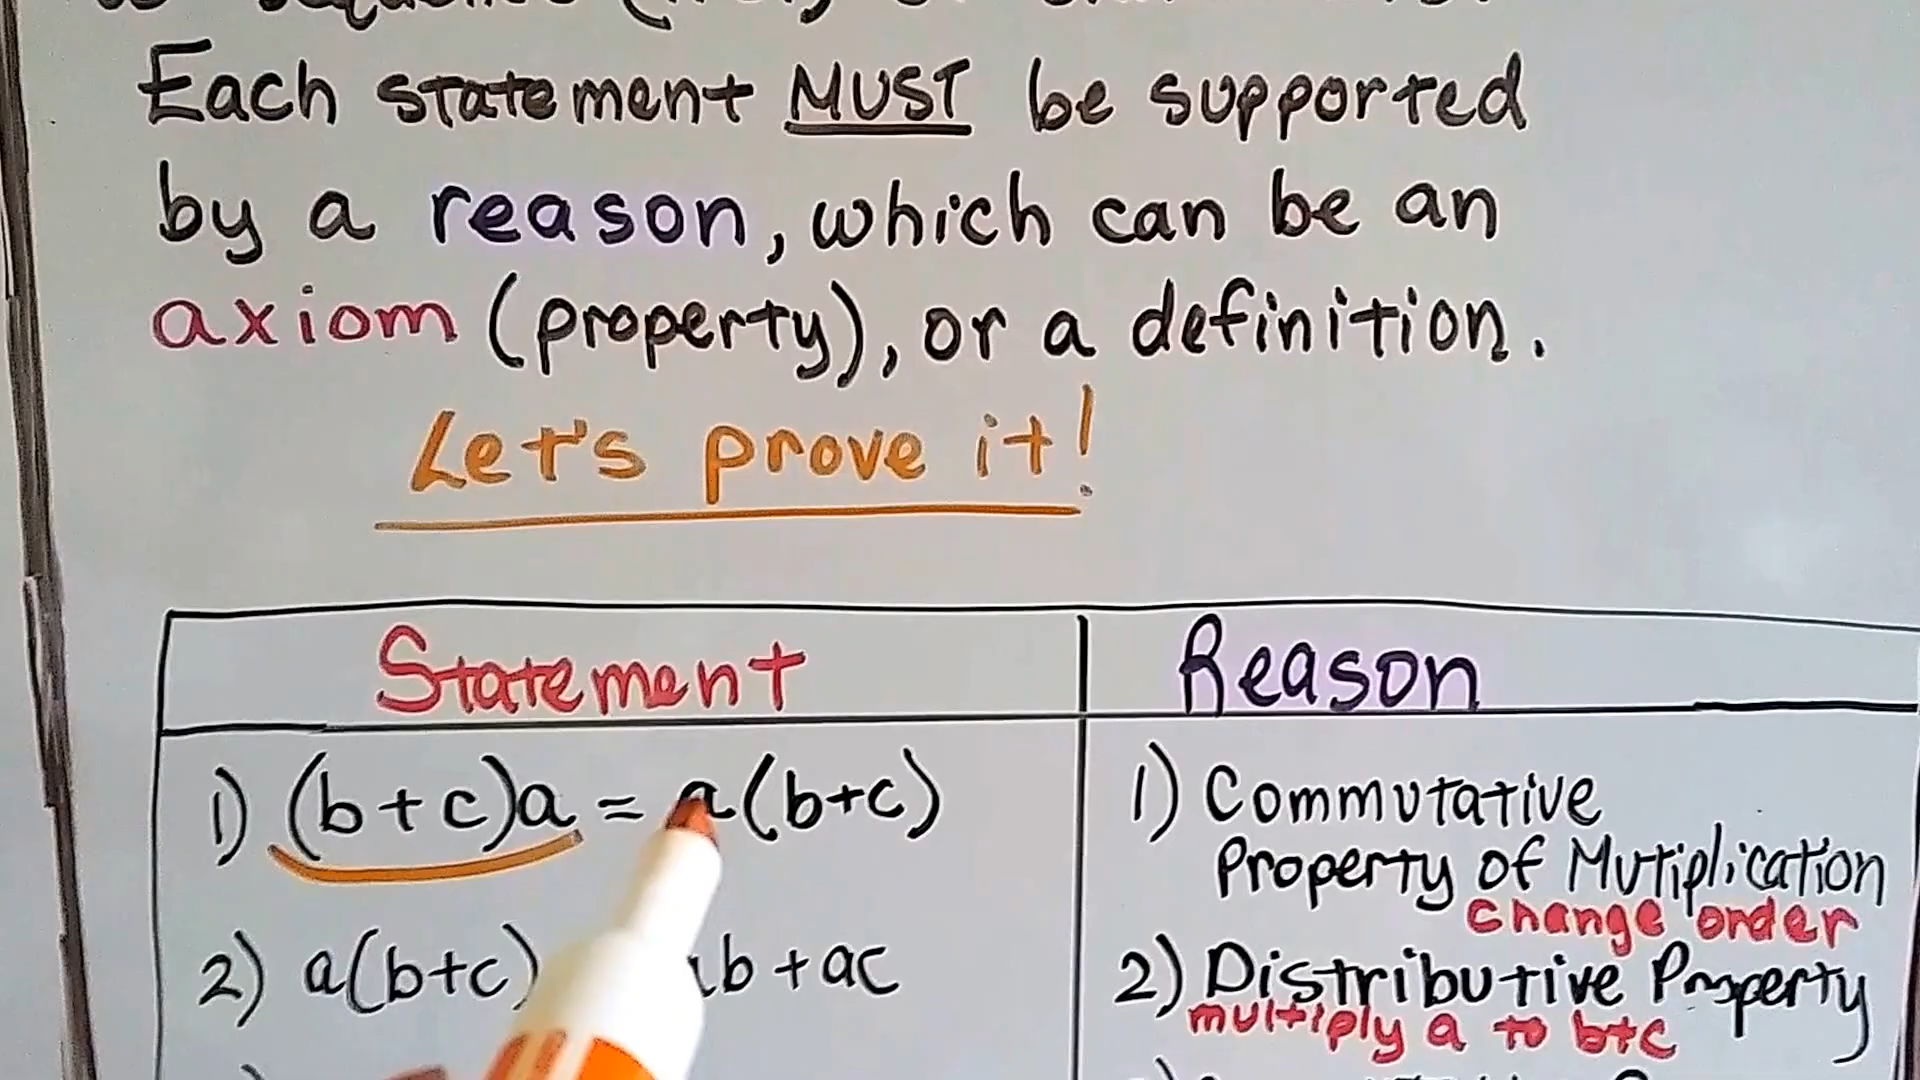 Each statement MUST be supported
by a reason, which can be an
axiom (property), or a definition.
Let's prove it!
Statement
Reason
1) (b+c)a = a(b+c)
1) Commutative
Property of Mutiplication
change order
2) a(b+c) b + ac
2) Distributive Property
multiply a to b+c